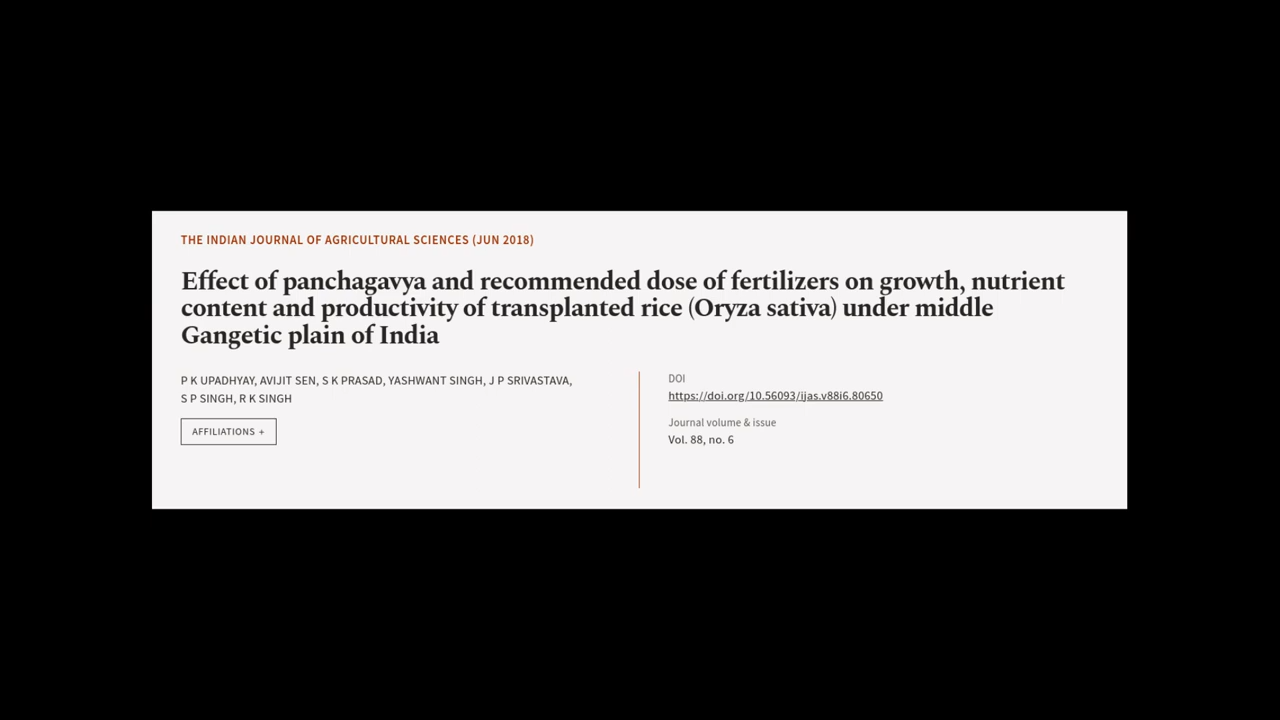 THE INDIAN JOURNAL OF AGRICULTURAL SCIENCES (JUN 2018)
Effect of panchagavya and recommended dose of fertilizers on growth, nutrient
content and productivity of transplanted rice (Oryza sativa) under middle
Gangetic plain of India
P K UPADHYAY, AVIJIT SEN, S K PRASAD, YASHWANT SINGH, J P SRIVASTAVA,
S P SINGH, R K SINGH
AFFILIATIONS +
DOI
https://doi.org/10.56093/ijas.v88i6.80650
Journal volume & issue
Vol. 88, no. 6